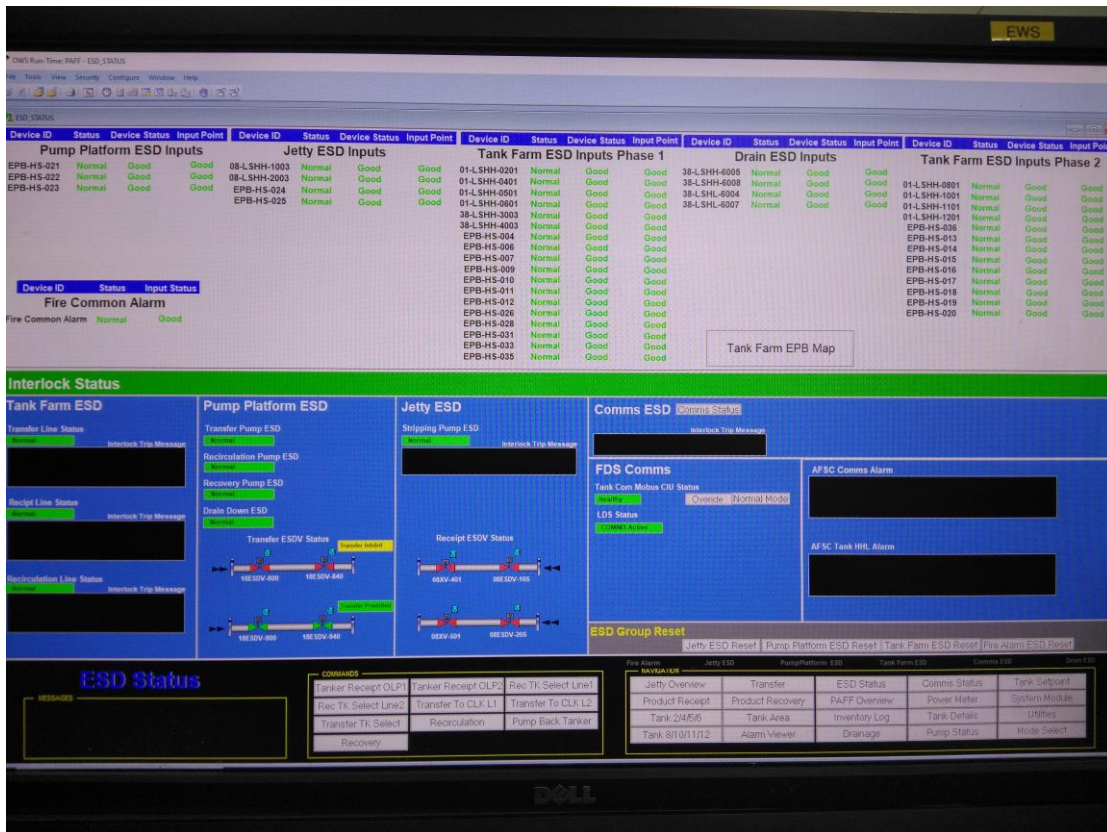 EWS
OWS Run-Time: PAFF - ESD_STATUS
File Tools View Security Configure Window Help
ESD_STATUS
Device ID Status Device Status Input Point
Pump Platform ESD Inputs
EPB-HS-021 Normal Good Good
EPB-HS-022 Normal Good Good
EPB-HS-023 Normal Good Good
Device ID Status Input Status
Fire Common Alarm
Fire Common Alarm Normal Good
Device ID Status Device Status Input Point
Jetty ESD Inputs
08-LSHH-1003 Normal Good Good
08-LSHH-2003 Normal Good Good
EPB-HS-024 Normal Good Good
EPB-HS-025 Normal Good Good
Device ID Status Device Status Input Point
Tank Farm ESD Inputs Phase 1
01-LSHH-0201 Normal Good Good
01-LSHH-0401 Normal Good Good
01-LSHH-0501 Normal Good Good
01-LSHH-0601 Normal Good Good
38-LSHH-3003 Normal Good Good
38-LSHH-4003 Normal Good Good
EPB-HS-004 Normal Good Good
EPB-HS-006 Normal Good Good
EPB-HS-007 Normal Good Good
EPB-HS-009 Normal Good Good
EPB-HS-010 Normal Good Good
EPB-HS-011 Normal Good Good
EPB-HS-012 Normal Good Good
EPB-HS-026 Normal Good Good
EPB-HS-028 Normal Good Good
EPB-HS-031 Normal Good Good
EPB-HS-033 Normal Good Good
EPB-HS-035 Normal Good Good
Device ID Status Device Status Input Point
Drain ESD Inputs
38-LSHH-6005 Normal Good Good
38-LSHH-6008 Normal Good Good
38-LSHL-6004 Normal Good Good
38-LSHL-6007 Normal Good Good
Tank Farm EPB Map
Device ID Status Device Status Input Poi
Tank Farm ESD Inputs Phase 2
01-LSHH-0801 Normal Good Good
01-LSHH-1001 Normal Good Good
01-LSHH-1101 Normal Good Good
01-LSHH-1201 Normal Good Good
EPB-HS-036 Normal Good Good
EPB-HS-013 Normal Good Good
EPB-HS-014 Normal Good Good
EPB-HS-015 Normal Good Good
EPB-HS-016 Normal Good Good
EPB-HS-017 Normal Good Good
EPB-HS-018 Normal Good Good
EPB-HS-019 Normal Good Good
EPB-HS-020 Normal Good Good
Interlock Status
Tank Farm ESD
Transfer Line Status
Normal Interlock Trip Message
Recipt Line Status
Normal Interlock Trip Message
Recirculation Line Status
Normal Interlock Trip Message
Pump Platform ESD
Transfer Pump ESD
Normal
Recirculation Pump ESD
Normal
Recovery Pump ESD
Normal
Drain Down ESD
Normal
Transfer ESDV Status
Transfer Inhibit
18ESDV-800 18ESDV-840
Transfer Permitted
18ESDV-900 18ESDV-940
Jetty ESD
Stripping Pump ESD
Normal Interlock Trip Message
Receipt ESDV Status
08XV-401 08ESDV-105
08XV-501 08ESDV-205
Comms ESD Comms Status
Interlock Trip Message
FDS Comms
Tank Com Mobus CIU Status
Healthy Overide Normal Mode
LDS Status
COMMS Active
AFSC Comms Alarm
AFSC Tank HHL Alarm
ESD Group Reset
Jetty ESD Reset Pump Platform ESD Reset Tank Farm ESD Reset Fire Alarm ESD Reset
Fire Alarm Jetty ESD PumpPlatform ESD Tank Farm ESD Comms ESD Drain ESD
ESD Status
MESSAGES
COMMANDS
Tanker Receipt OLP1 Tanker Receipt OLP2 Rec TK Select Line1
Rec TK Select Line2 Transfer To CLK L1 Transfer To CLK L2
Transfer TK Select Recirculation Pump Back Tanker
Recovery
NAVIGATION
Jetty Overview Transfer ESD Status Comms Status Tank Setpoint
Product Receipt Product Recovery PAFF Overview Power Meter System Module
Tank 2/4/5/6 Tank Area Inventory Log Tank Details Utilities
Tank 8/10/11/12 Alarm Viewer Drainage Pump Status Mode Select
DELL